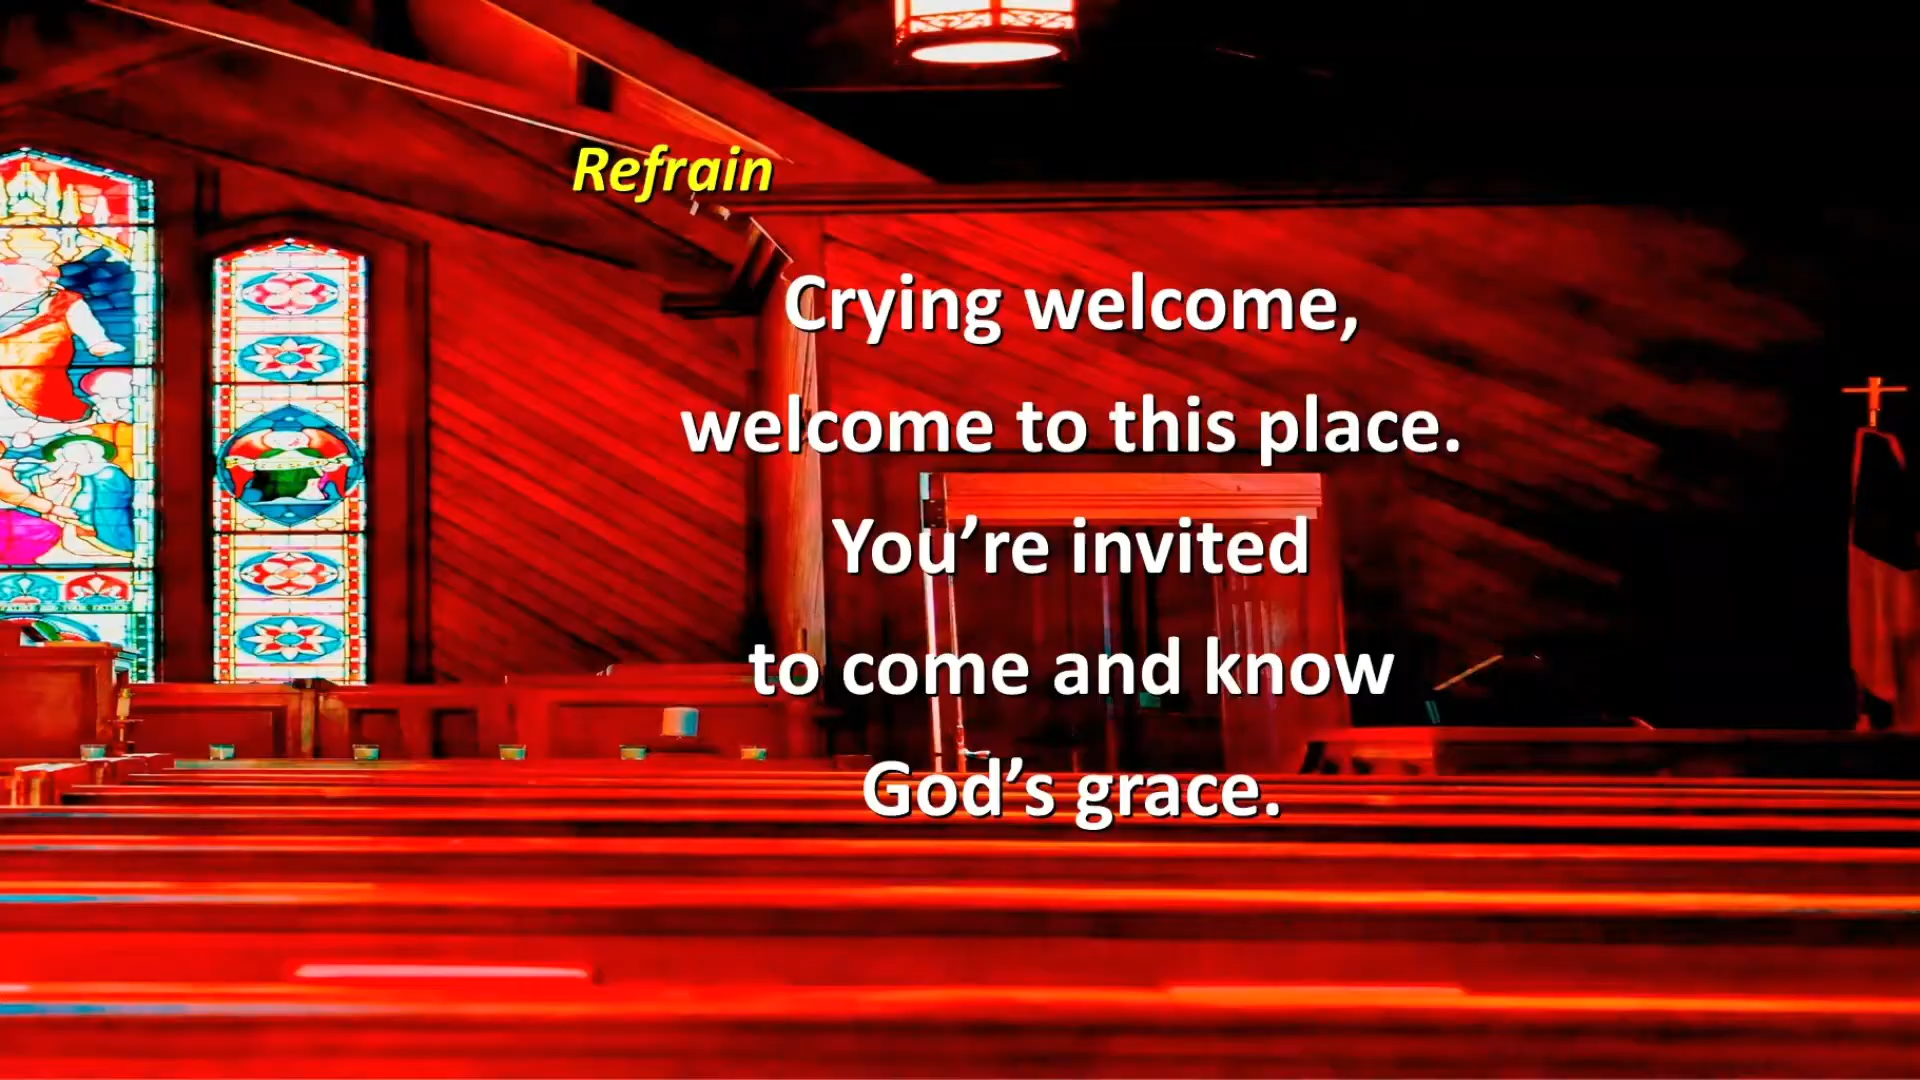 Refrain
Crying welcome,
welcome to this place.
You’re invited
to come and know
God’s grace.